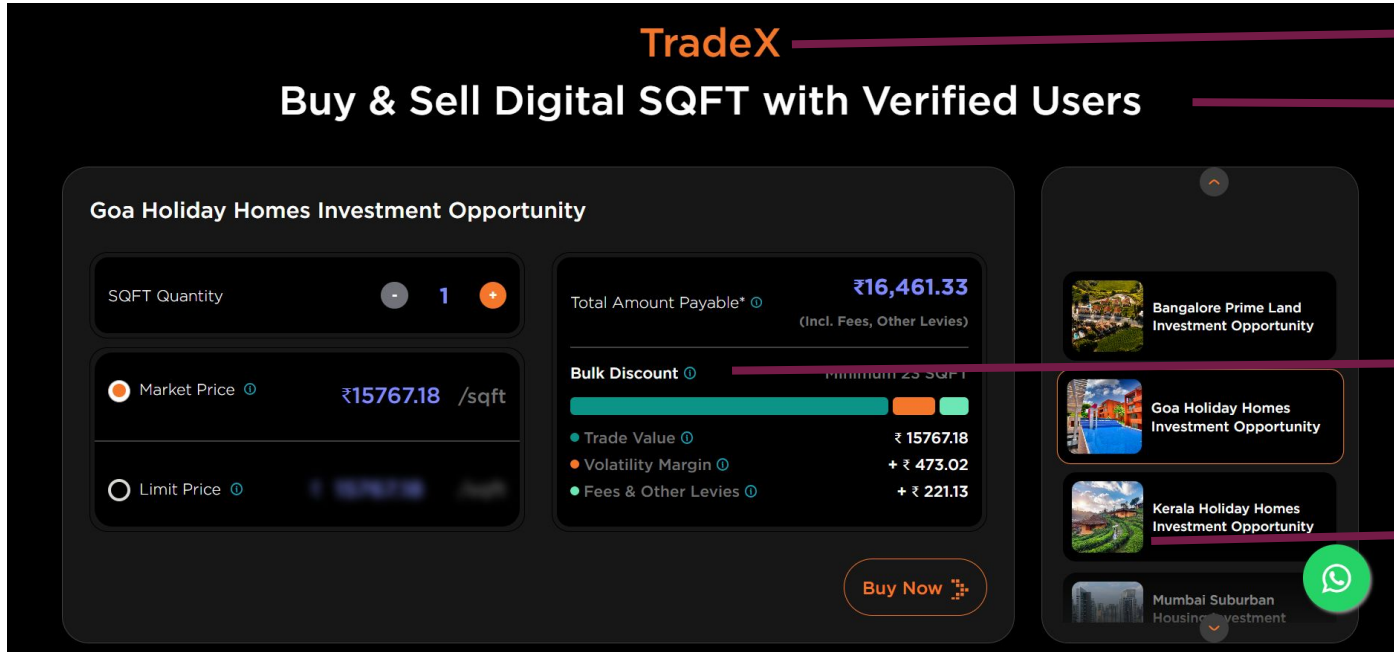 TradeX
Buy & Sell Digital SQFT with Verified Users
Goa Holiday Homes Investment Opportunity
SQFT Quantity - 1 +
Market Price ₹15767.18 /sqft
Limit Price
Total Amount Payable* ₹16,461.33
(Incl. Fees, Other Levies)
Bulk Discount Minimum 23 SQFT
Trade Value ₹ 15767.18
Volatility Margin + ₹ 473.02
Fees & Other Levies + ₹ 221.13
Buy Now
Bangalore Prime Land
Investment Opportunity
Goa Holiday Homes
Investment Opportunity
Kerala Holiday Homes
Investment Opportunity
Mumbai Suburban
Housing Investment